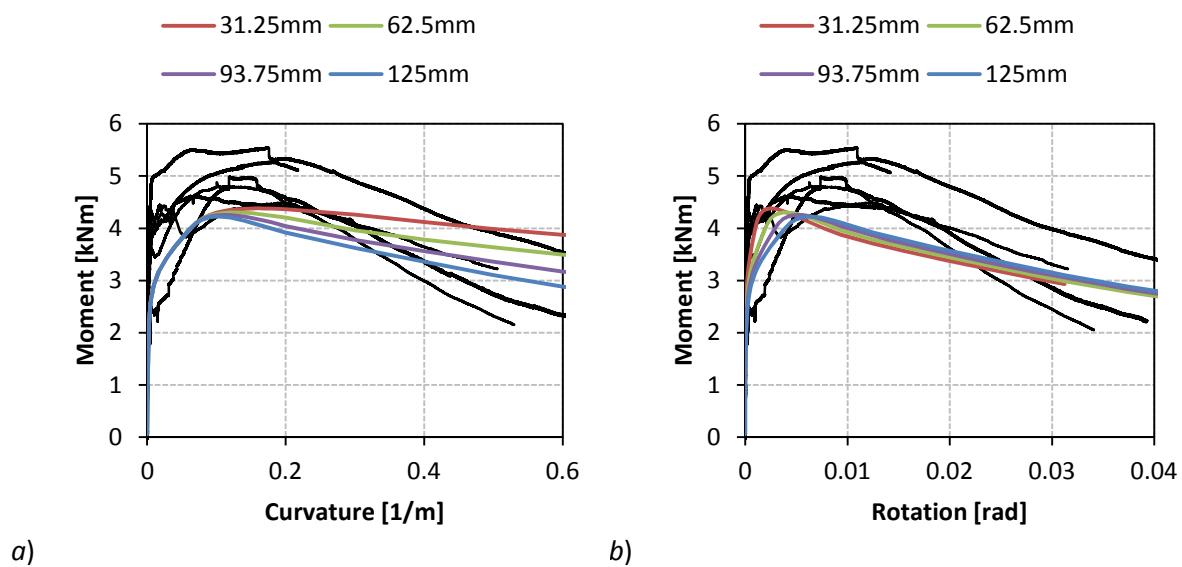 31.25mm 62.5mm
93.75mm 125mm
Moment [kNm]
6
5
4
3
2
1
0
0 0.2 0.4 0.6
Curvature [1/m]
a)
31.25mm 62.5mm
93.75mm 125mm
Moment [kNm]
6
5
4
3
2
1
0
0 0.01 0.02 0.03 0.04
Rotation [rad]
b)